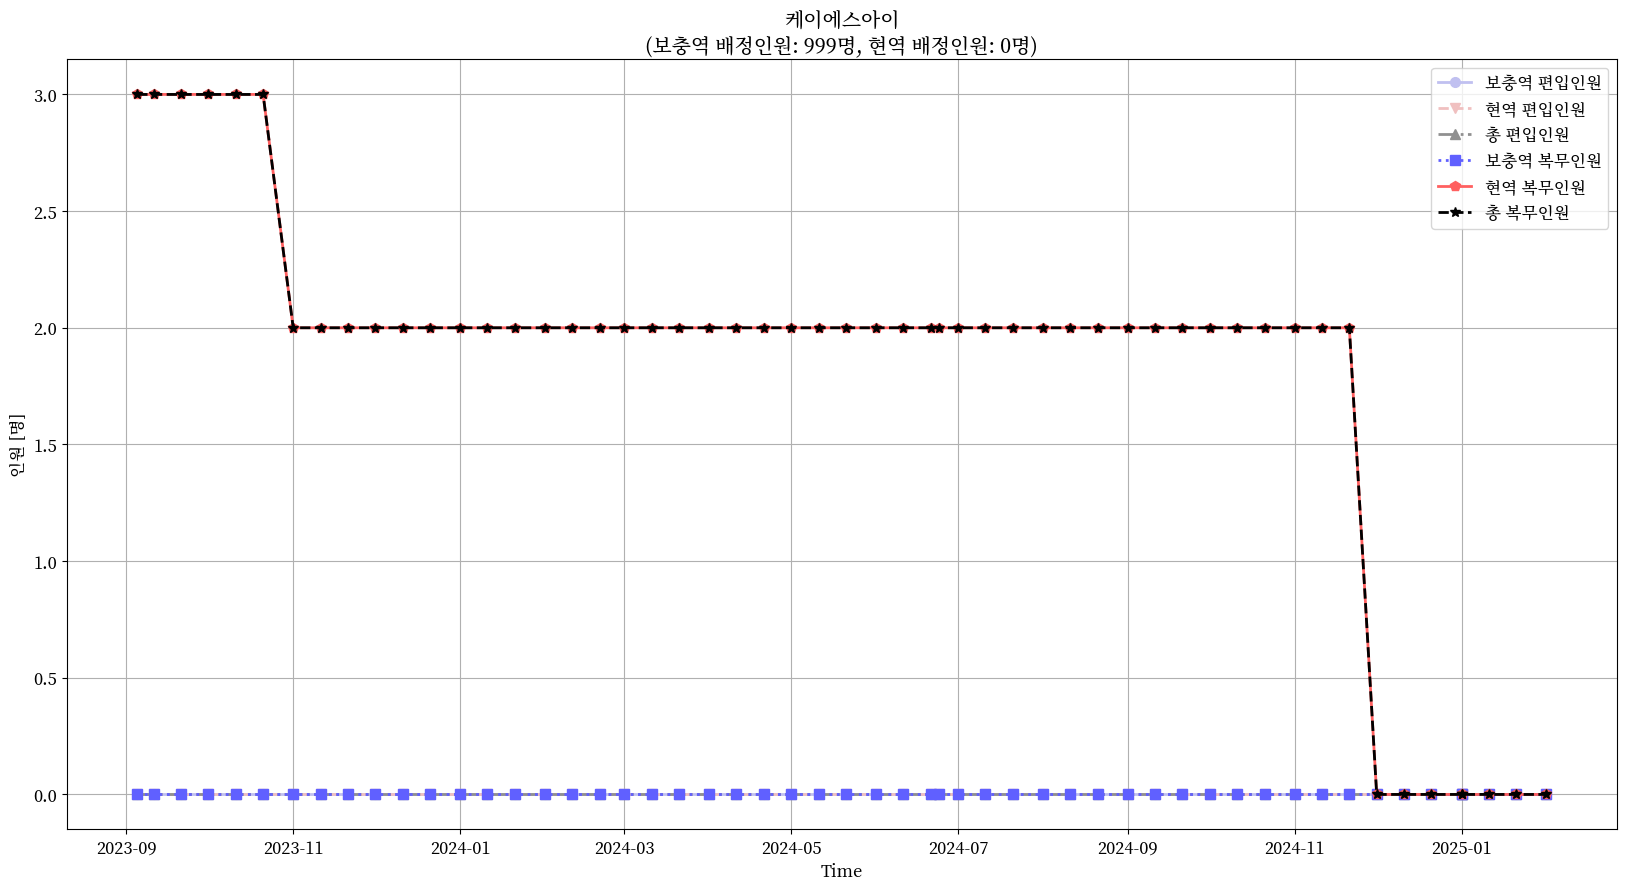 케이에스아이
(보충역 배정인원: 999명, 현역 배정인원: 0명)
보충역 편입인원
현역 편입인원
총 편입인원
보충역 복무인원
현역 복무인원
총 복무인원
인원 [명]
3.0
2.5
2.0
1.5
1.0
0.5
0.0
2023-09
2023-11
2024-01
2024-03
2024-05
2024-07
2024-09
2024-11
2025-01
Time